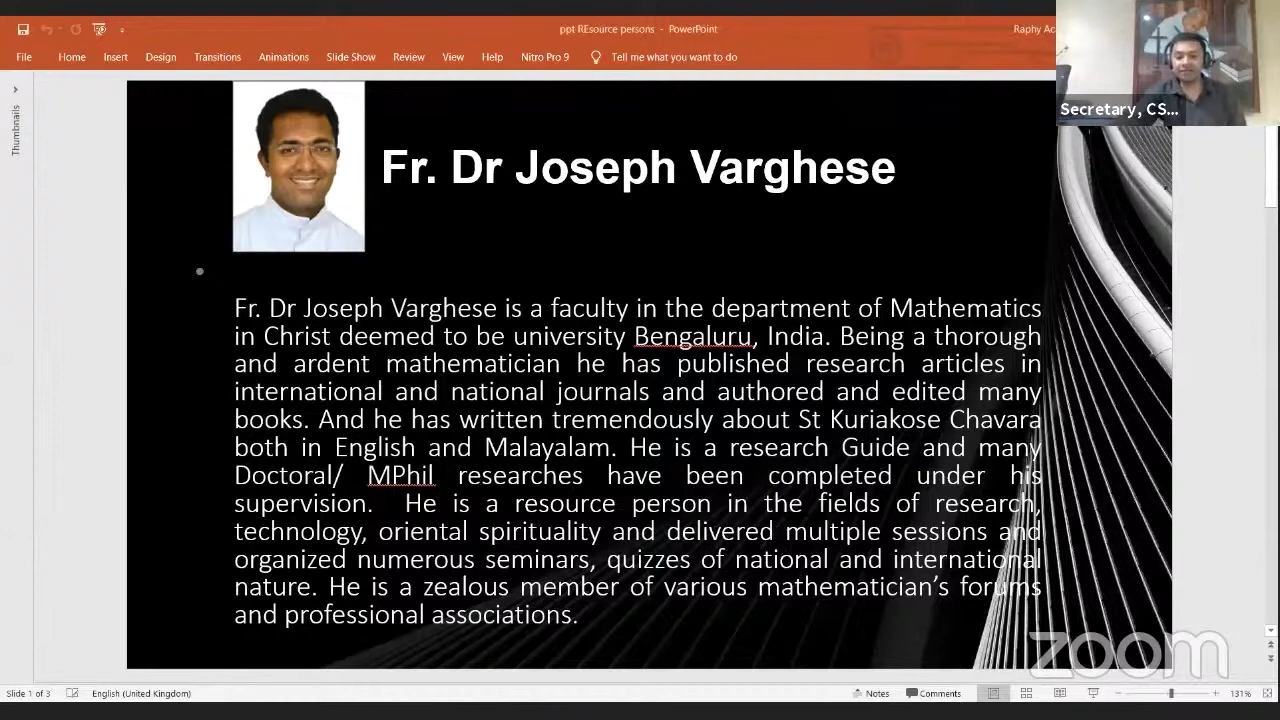 ppt REsource persons - PowerPoint
Raphy Ac
File Home Insert Design Transitions Animations Slide Show Review View Help Nitro Pro 9 Tell me what you want to do
Secretary, CS...
Thumbnails
Fr. Dr Joseph Varghese
Fr. Dr Joseph Varghese is a faculty in the department of Mathematics
in Christ deemed to be university Bengaluru, India. Being a thorough
and ardent mathematician he has published research articles in
international and national journals and authored and edited many
books. And he has written tremendously about St Kuriakose Chavara
both in English and Malayalam. He is a research Guide and many
Doctoral/ MPhil researches have been completed under his
supervision. He is a resource person in the fields of research,
technology, oriental spirituality and delivered multiple sessions and
organized numerous seminars, quizzes of national and international
nature. He is a zealous member of various mathematician’s forums
and professional associations.
zoom
Slide 1 of 3 English (United Kingdom) Notes Comments 131%